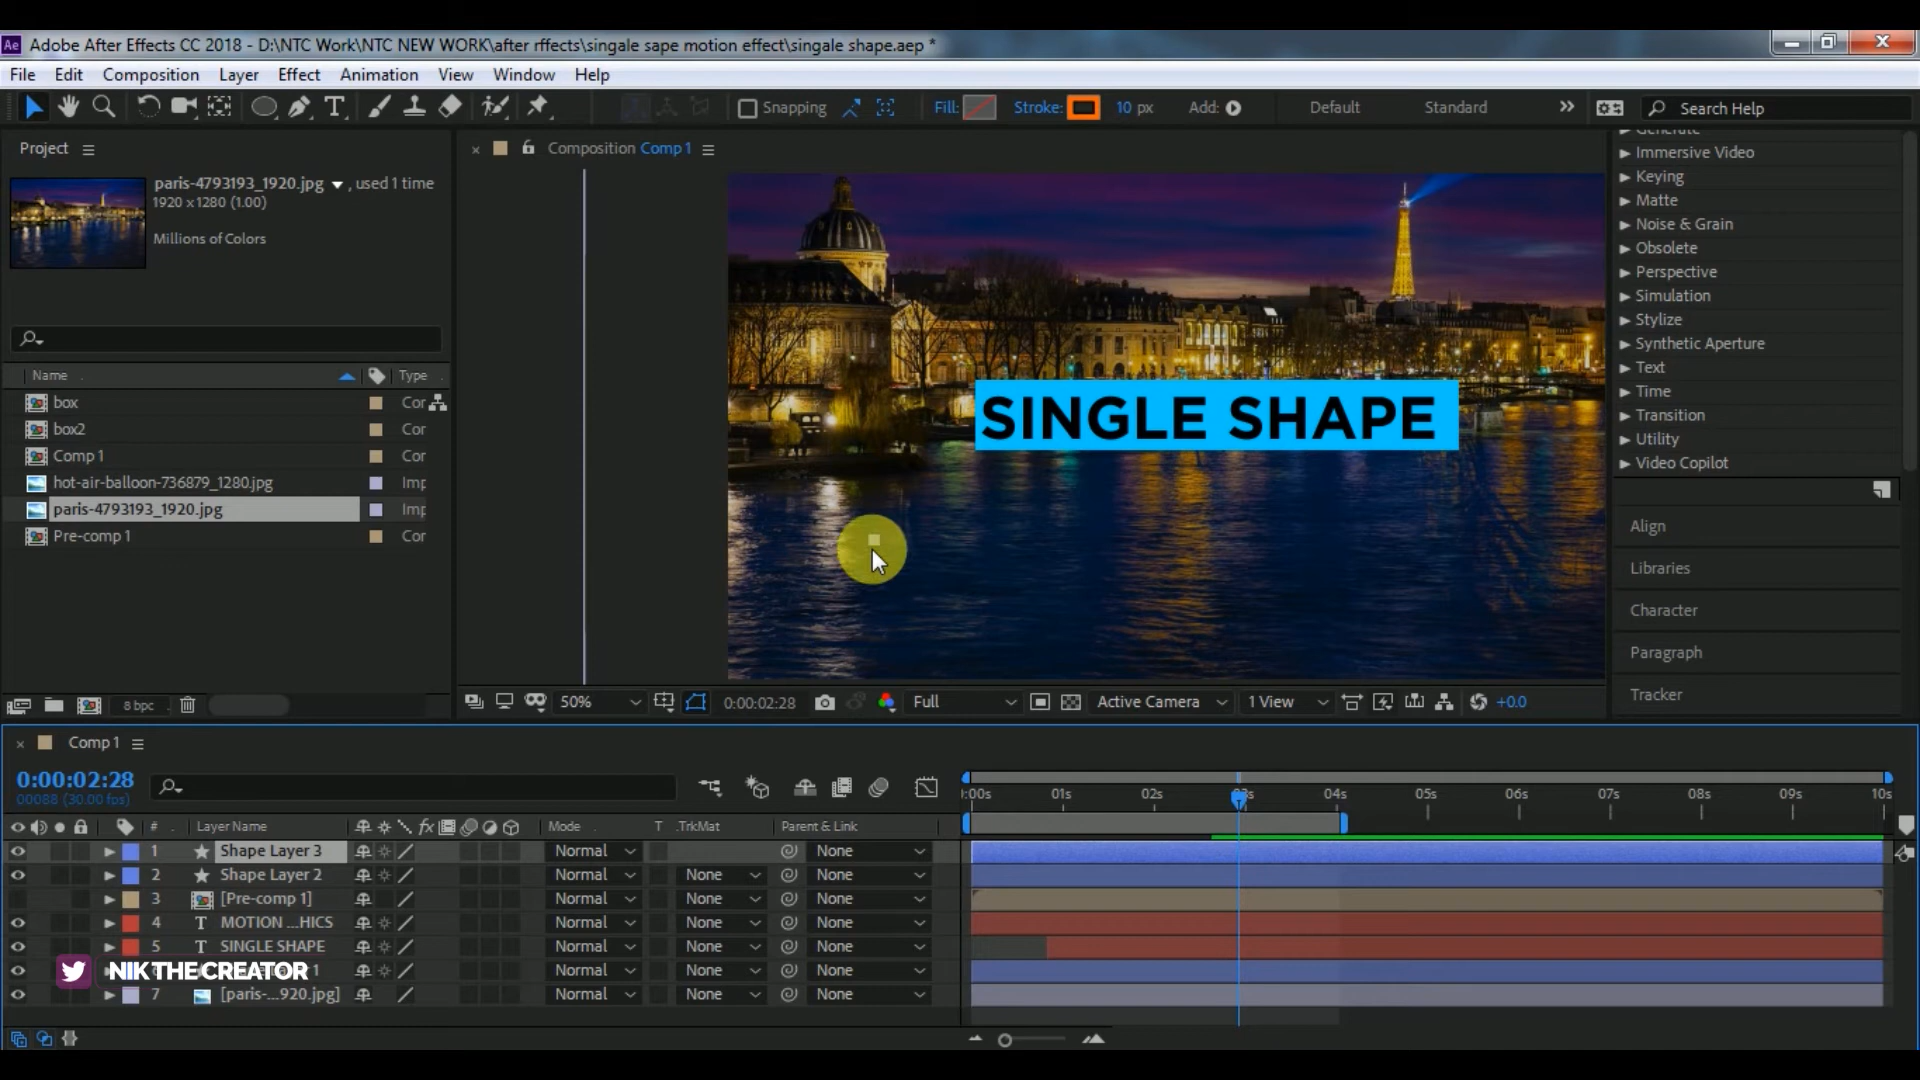 Ae Adobe After Effects CC 2018 - D:\NTC Work\NTC NEW WORK\after rffects\singale sape motion effect\singale shape.aep *
File Edit Composition Layer Effect Animation View Window Help
T Snapping Fill: Stroke: 10 px Add: Default Standard >> Search Help
Project
paris-4793193_1920.jpg , used 1 time
1920 x 1280 (1.00)
Millions of Colors
Name Type
box Cor
box2 Cor
Comp 1 Cor
hot-air-balloon-736879_1280.jpg Imp
paris-4793193_1920.jpg Imp
Pre-comp 1 Cor
8 bpc
× Composition Comp 1
SINGLE SHAPE
50% 0:00:02:28 Full Active Camera 1 View +0.0
Generate
Immersive Video
Keying
Matte
Noise & Grain
Obsolete
Perspective
Simulation
Stylize
Synthetic Aperture
Text
Time
Transition
Utility
Video Copilot
Align
Libraries
Character
Paragraph
Tracker
× Comp 1
0:00:02:28
00088 (30.00 fps)
:00s 01s 02s 03s 04s 05s 06s 07s 08s 09s 10s
# Layer Name fx Mode T .TrkMat Parent & Link
1 Shape Layer 3 Normal None
2 Shape Layer 2 Normal None None
3 [Pre-comp 1] Normal None None
4 T MOTION ...HICS Normal None None
5 T SINGLE SHAPE Normal None None
NIK THE CREATOR 1 Normal None None
7 [paris-...920.jpg] Normal None None